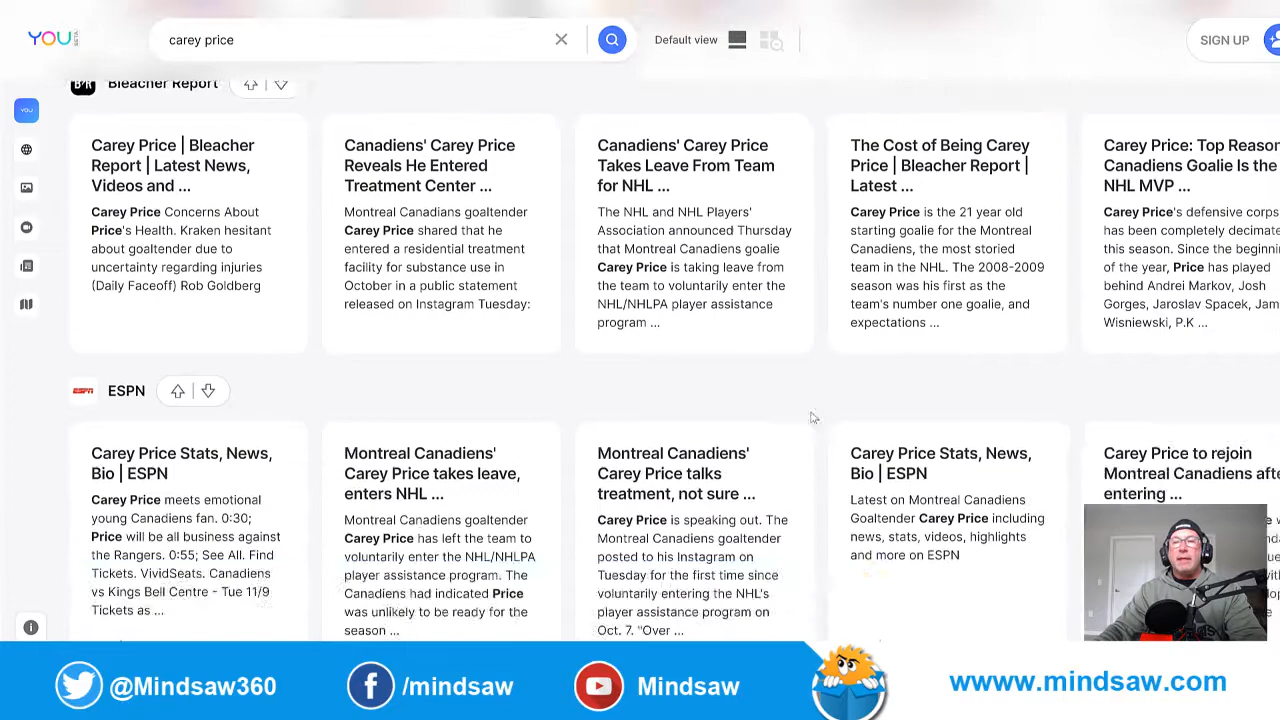 YOU BETA
carey price
Default view
SIGN UP
B/R
Bleacher Report
YOU
Carey Price | Bleacher
Report | Latest News,
Videos and ...
Carey Price Concerns About
Price's Health. Kraken hesitant
about goaltender due to
uncertainty regarding injuries
(Daily Faceoff) Rob Goldberg
Canadiens' Carey Price
Reveals He Entered
Treatment Center ...
Montreal Canadians goaltender
Carey Price shared that he
entered a residential treatment
facility for substance use in
October in a public statement
released on Instagram Tuesday:
Canadiens' Carey Price
Takes Leave From Team
for NHL ...
The NHL and NHL Players'
Association announced Thursday
that Montreal Canadiens goalie
Carey Price is taking leave from
the team to voluntarily enter the
NHL/NHLPA player assistance
program ...
The Cost of Being Carey
Price | Bleacher Report |
Latest ...
Carey Price is the 21 year old
starting goalie for the Montreal
Canadiens, the most storied
team in the NHL. The 2008-2009
season was his first as the
team's number one goalie, and
expectations ...
Carey Price: Top Reason
Canadiens Goalie Is the
NHL MVP ...
Carey Price's defensive corps
has been completely decimate
this season. Since the beginnin
of the year, Price has played
behind Andrei Markov, Josh
Gorges, Jaroslav Spacek, Jam
Wisniewski, P.K ...
ESPN
ESPN
Carey Price Stats, News,
Bio | ESPN
Carey Price meets emotional
young Canadiens fan. 0:30;
Price will be all business against
the Rangers. 0:55; See All. Find
Tickets. VividSeats. Canadiens
vs Kings Bell Centre - Tue 11/9
Tickets as ...
Montreal Canadiens'
Carey Price takes leave,
enters NHL ...
Montreal Canadiens goaltender
Carey Price has left the team to
voluntarily enter the NHL/NHLPA
player assistance program. The
Canadiens had indicated Price
was unlikely to be ready for the
season ...
Montreal Canadiens'
Carey Price talks
treatment, not sure ...
Carey Price is speaking out. The
Montreal Canadiens goaltender
posted to his Instagram on
Tuesday for the first time since
voluntarily entering the NHL's
player assistance program on
Oct. 7. "Over ...
Carey Price Stats, News,
Bio | ESPN
Latest on Montreal Canadiens
Goaltender Carey Price including
news, stats, videos, highlights
and more on ESPN
Carey Price to rejoin
Montreal Canadiens afte
entering ...
@Mindsaw360
/mindsaw
Mindsaw
www.mindsaw.com